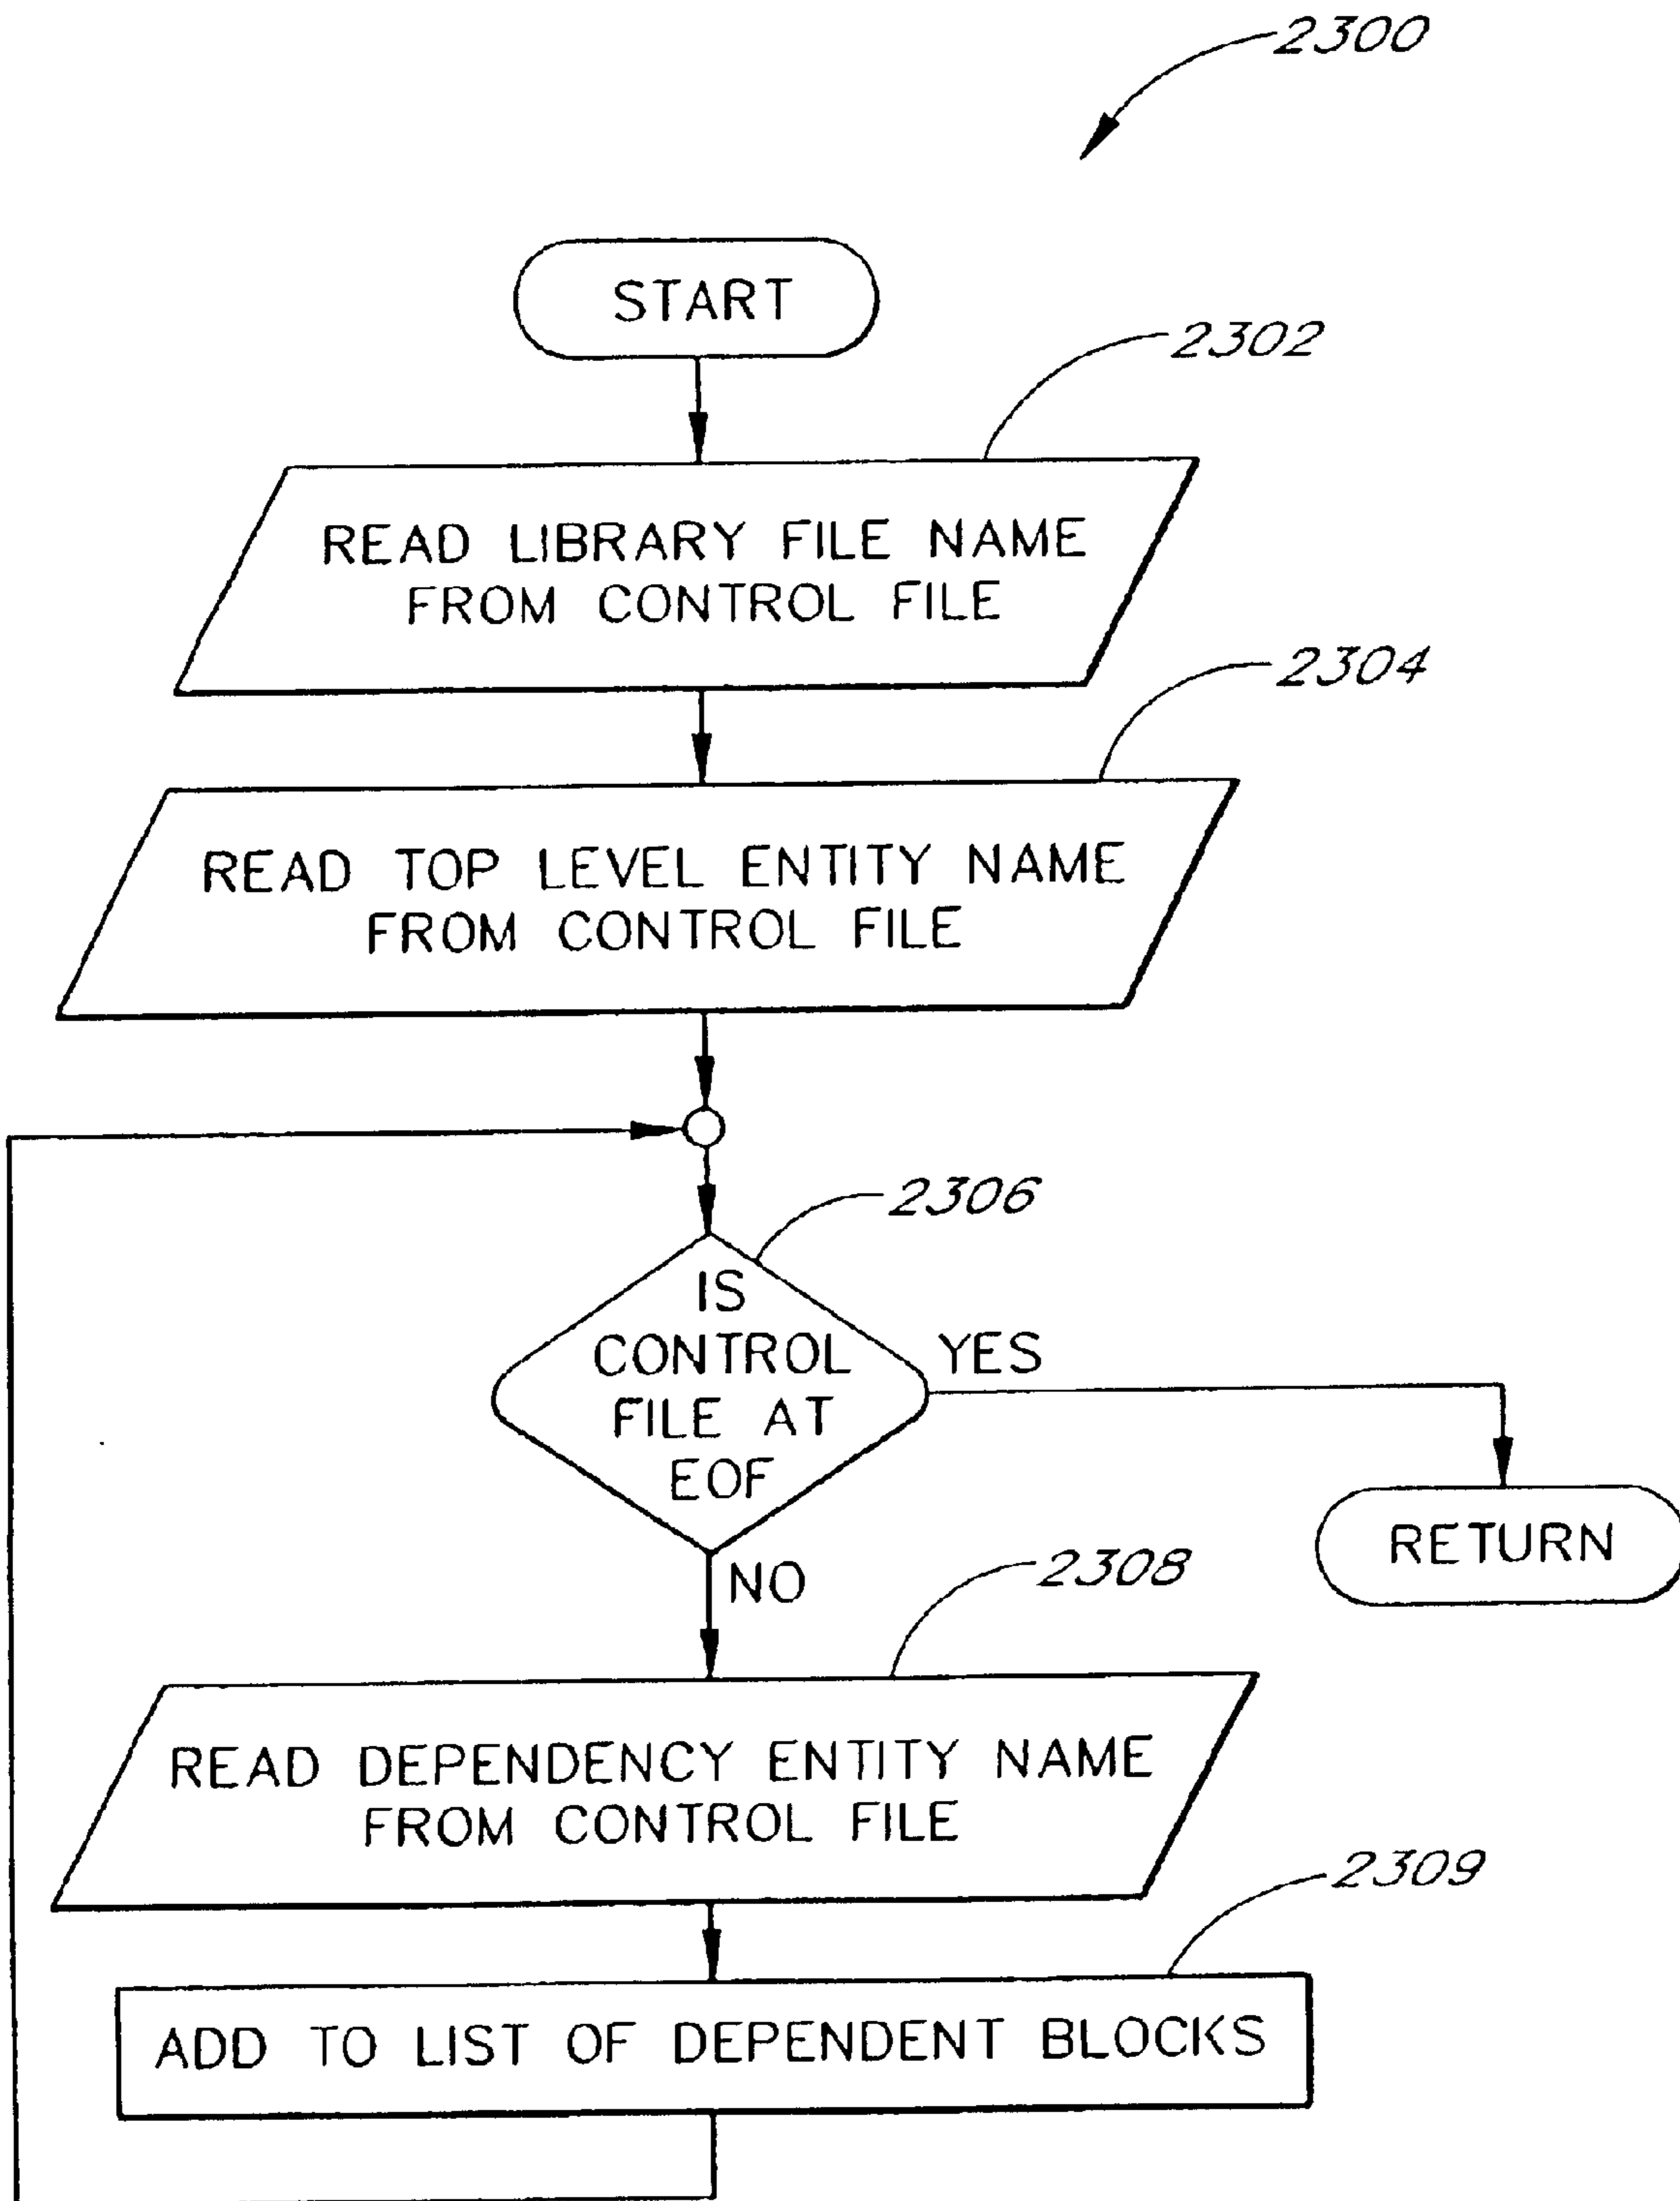 2300
START
2302
READ LIBRARY FILE NAME
FROM CONTROL FILE
2304
READ TOP LEVEL ENTITY NAME
FROM CONTROL FILE
2306
IS
CONTROL
FILE AT
EOF
YES
RETURN
NO
2308
READ DEPENDENCY ENTITY NAME
FROM CONTROL FILE
2309
ADD TO LIST OF DEPENDENT BLOCKS